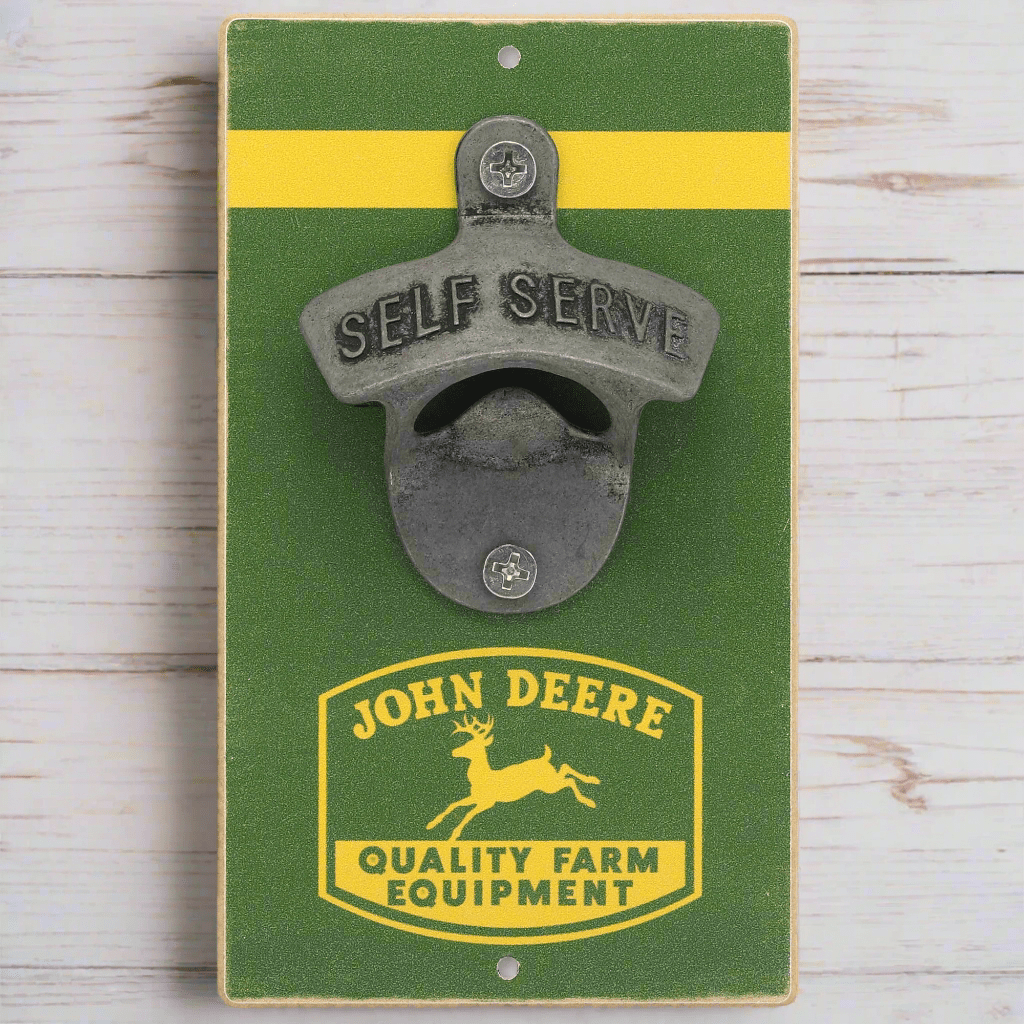 SELF SERVE
JOHN DEERE
QUALITY FARM
EQUIPMENT